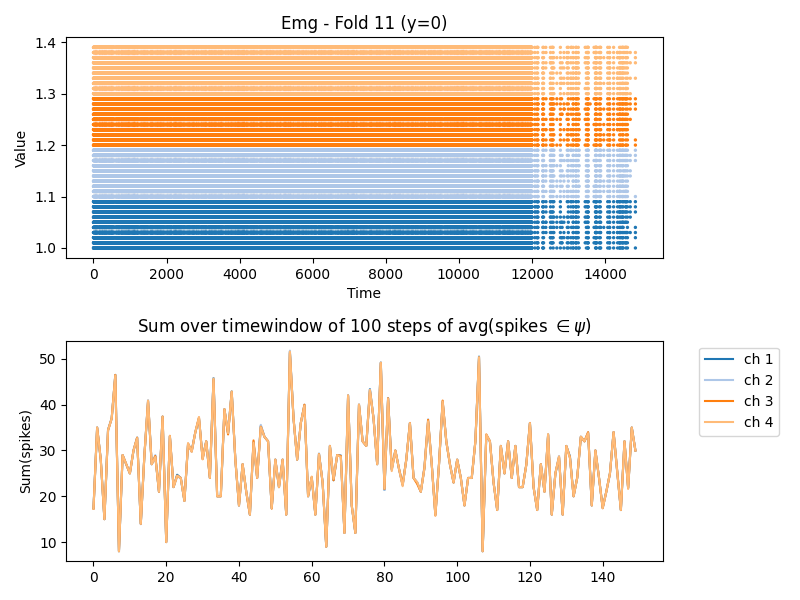 Emg - Fold 11 (y=0)
1.4
1.3
1.2
1.1
1.0
Value
0 2000 4000 6000 8000 10000 12000 14000
Time
Sum over timewindow of 100 steps of avg(spikes ∈ ψ)
50
40
30
20
10
Sum(spikes)
0 20 40 60 80 100 120 140
ch 1
ch 2
ch 3
ch 4